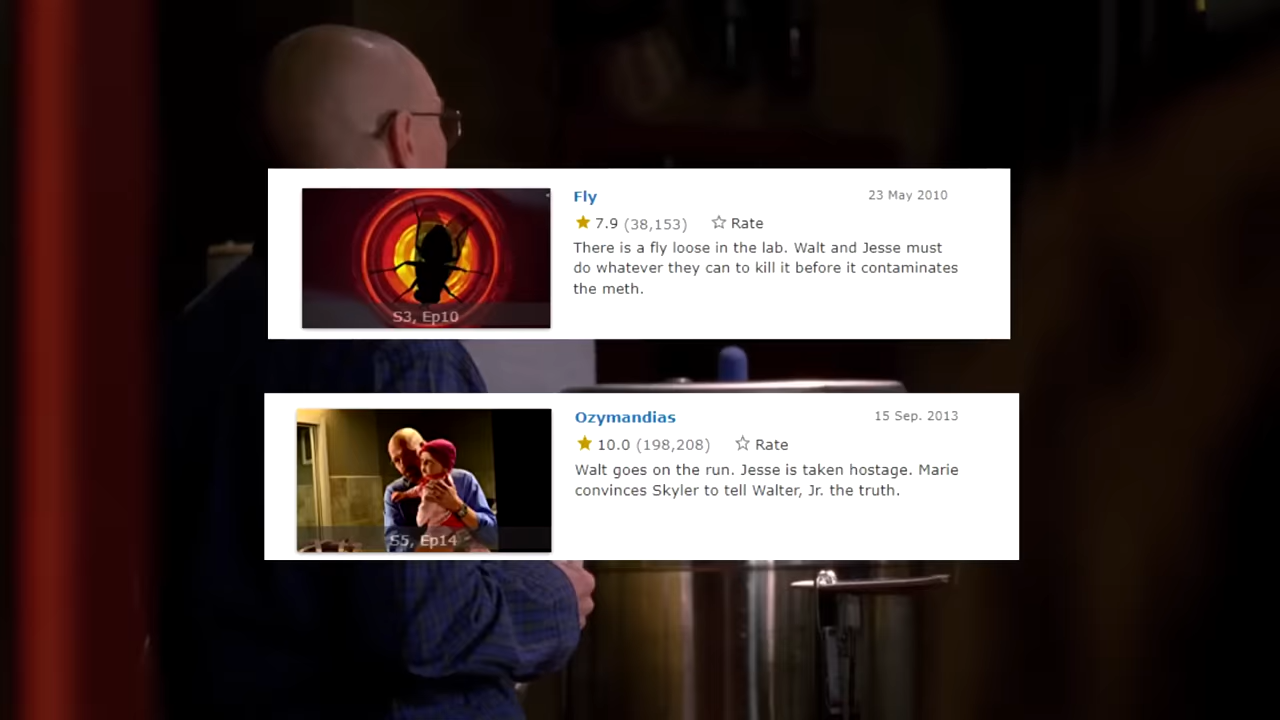 Fly
23 May 2010
7.9 (38,153) Rate
There is a fly loose in the lab. Walt and Jesse must
do whatever they can to kill it before it contaminates
the meth.
S3, Ep10
Ozymandias
15 Sep. 2013
10.0 (198,208) Rate
Walt goes on the run. Jesse is taken hostage. Marie
convinces Skyler to tell Walter, Jr. the truth.
S5, Ep14